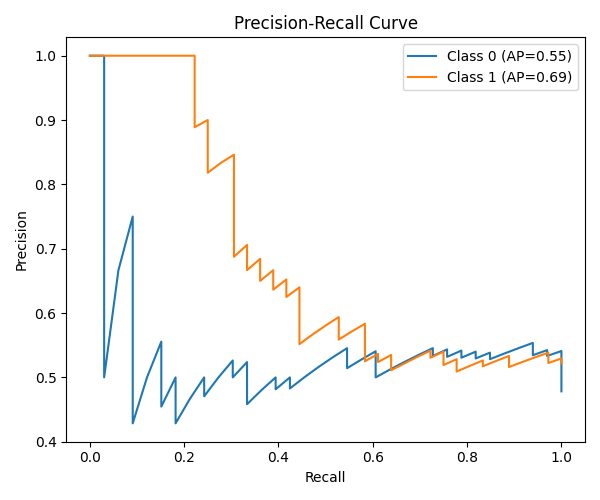 Precision-Recall Curve
Class 0 (AP=0.55)
Class 1 (AP=0.69)
Precision
1.0
0.9
0.8
0.7
0.6
0.5
0.4
0.0 0.2 0.4 0.6 0.8 1.0
Recall